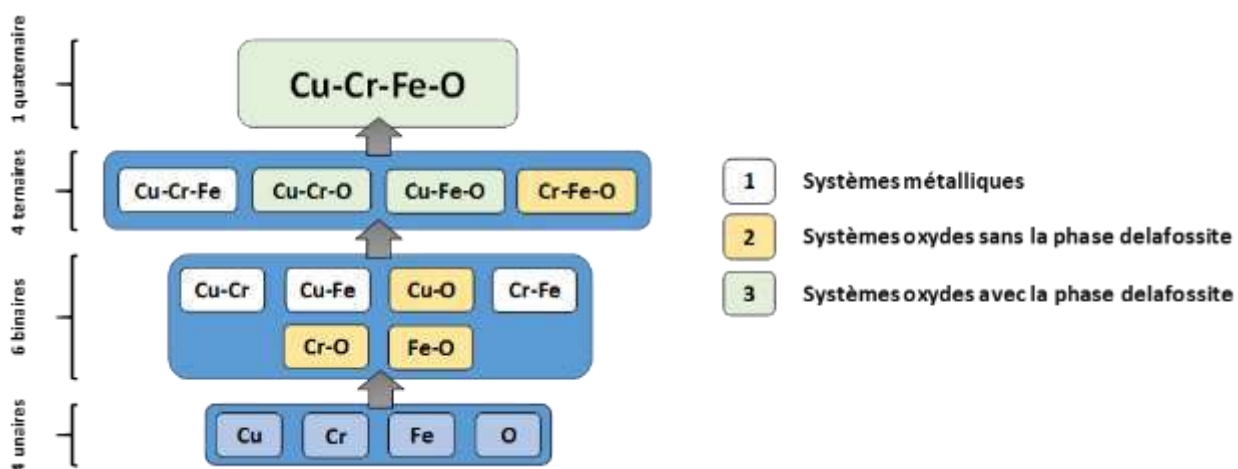 1 quaternaire
Cu-Cr-Fe-O
4 ternaires
Cu-Cr-Fe
Cu-Cr-O
Cu-Fe-O
Cr-Fe-O
6 binaires
Cu-Cr
Cu-Fe
Cu-O
Cr-Fe
Cr-O
Fe-O
4 unaires
Cu
Cr
Fe
O
1 Systèmes métalliques
2 Systèmes oxydes sans la phase delafossite
3 Systèmes oxydes avec la phase delafossite